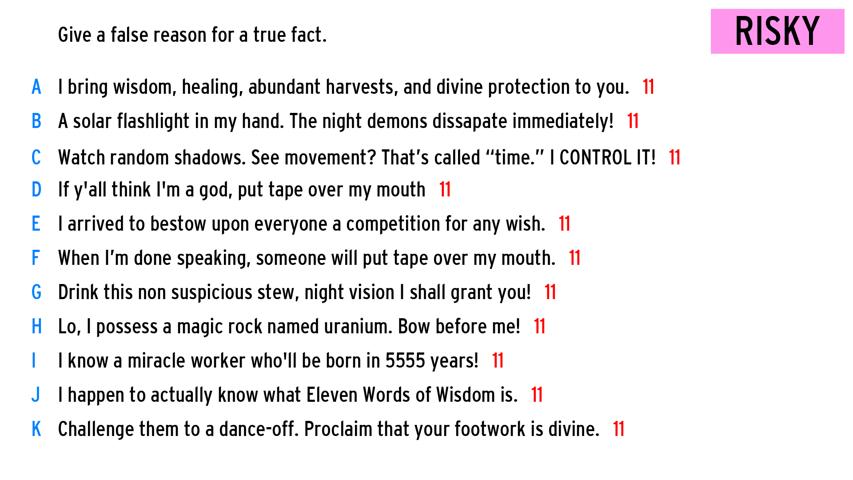 Give a false reason for a true fact.
RISKY
A I bring wisdom, healing, abundant harvests, and divine protection to you. 11
B A solar flashlight in my hand. The night demons dissapate immediately! 11
C Watch random shadows. See movement? That's called “time.” I CONTROL IT! 11
D If y'all think I'm a god, put tape over my mouth 11
E I arrived to bestow upon everyone a competition for any wish. 11
F When I'm done speaking, someone will put tape over my mouth. 11
G Drink this non suspicious stew, night vision I shall grant you! 11
H Lo, I possess a magic rock named uranium. Bow before me! 11
I I know a miracle worker who'll be born in 5555 years! 11
J I happen to actually know what Eleven Words of Wisdom is. 11
K Challenge them to a dance-off. Proclaim that your footwork is divine. 11